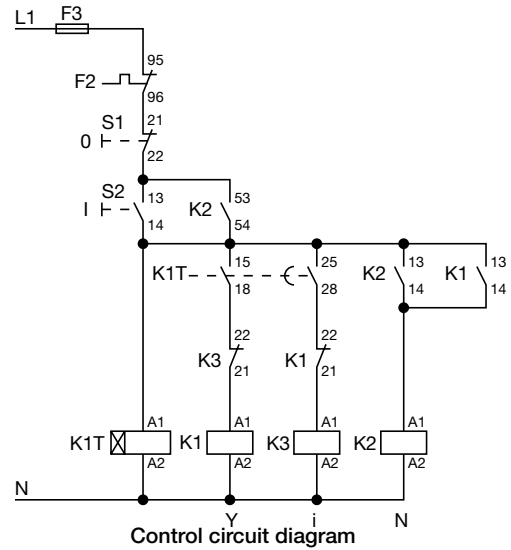 L1 F3
95
F2
96
S1 21
0
22
S2 13 53
I K2
14 54
15 25 13 13
K1T K2 K1
18 28 14 14
22 22
K3 K1
21 21
A1 A1 A1 A1
K1T K1 K3 K2
A2 A2 A2 A2
N
Y i N
Control circuit diagram